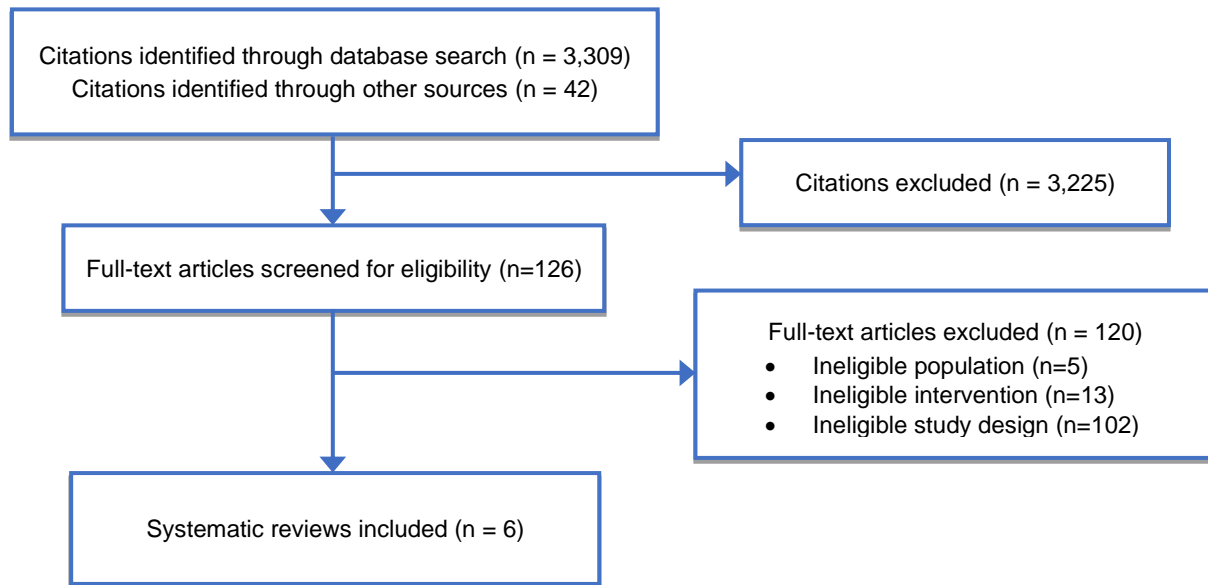 Citations identified through database search (n = 3,309)
Citations identified through other sources (n = 42)
Citations excluded (n = 3,225)
Full-text articles screened for eligibility (n=126)
Full-text articles excluded (n = 120)
• Ineligible population (n=5)
• Ineligible intervention (n=13)
• Ineligible study design (n=102)
Systematic reviews included (n = 6)